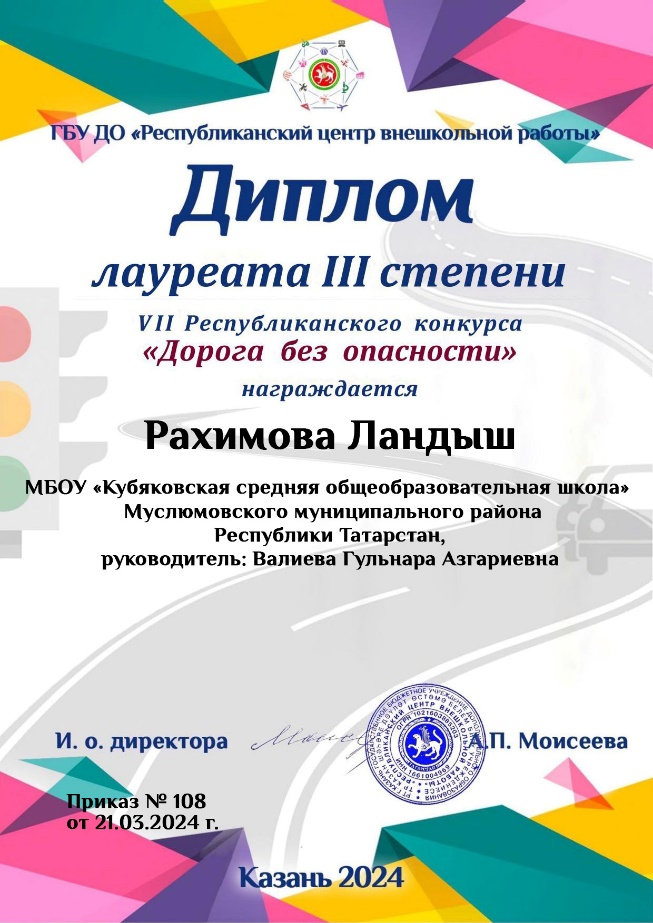 ГБУ ДО «Республиканский центр внешкольной работы»
Диплом
лауреата III степени
VII Республиканского конкурса
«Дорога без опасности»
награждается
Рахимова Ландыш
МБОУ «Кубяковская средняя общеобразовательная школа»
Муслюмовского муниципального района
Республики Татарстан,
руководитель: Валиева Гульнара Азгариевна
И. о. директора
А.П. Моисеева
Приказ № 108
от 21.03.2024 г.
Казань 2024